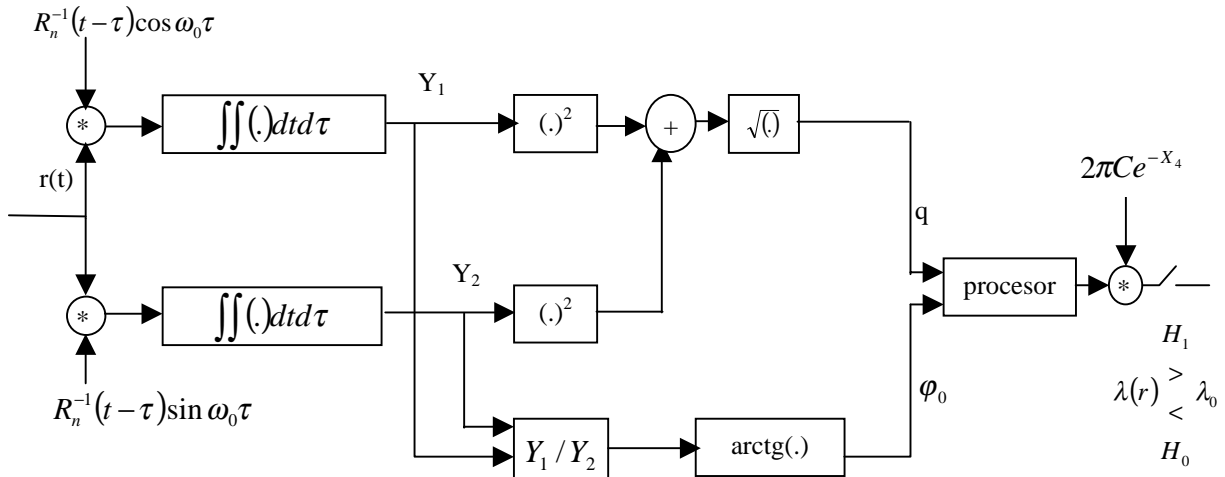 R_n^{-1}(t-τ)cos ω_0τ
*
∫∫(.)dtdτ
Y_1
(.)^2
+
√(.)
r(t)
2πCe^{-X_4}
q
procesor
*
*
∫∫(.)dtdτ
Y_2
(.)^2
R_n^{-1}(t-τ)sin ω_0τ
Y_1 / Y_2
arctg(.)
φ_0
H_1
λ(r) > < λ_0
H_0